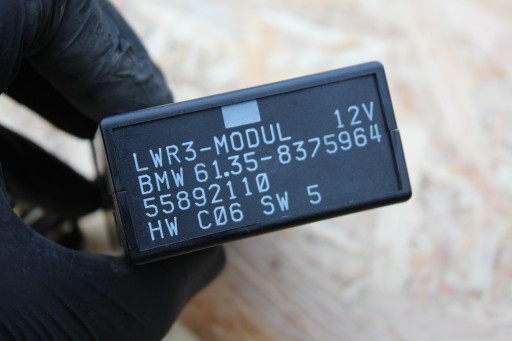 LWR3-MODUL 12V
BMW 61.35-8375964
55892110
HW C06 SW 5